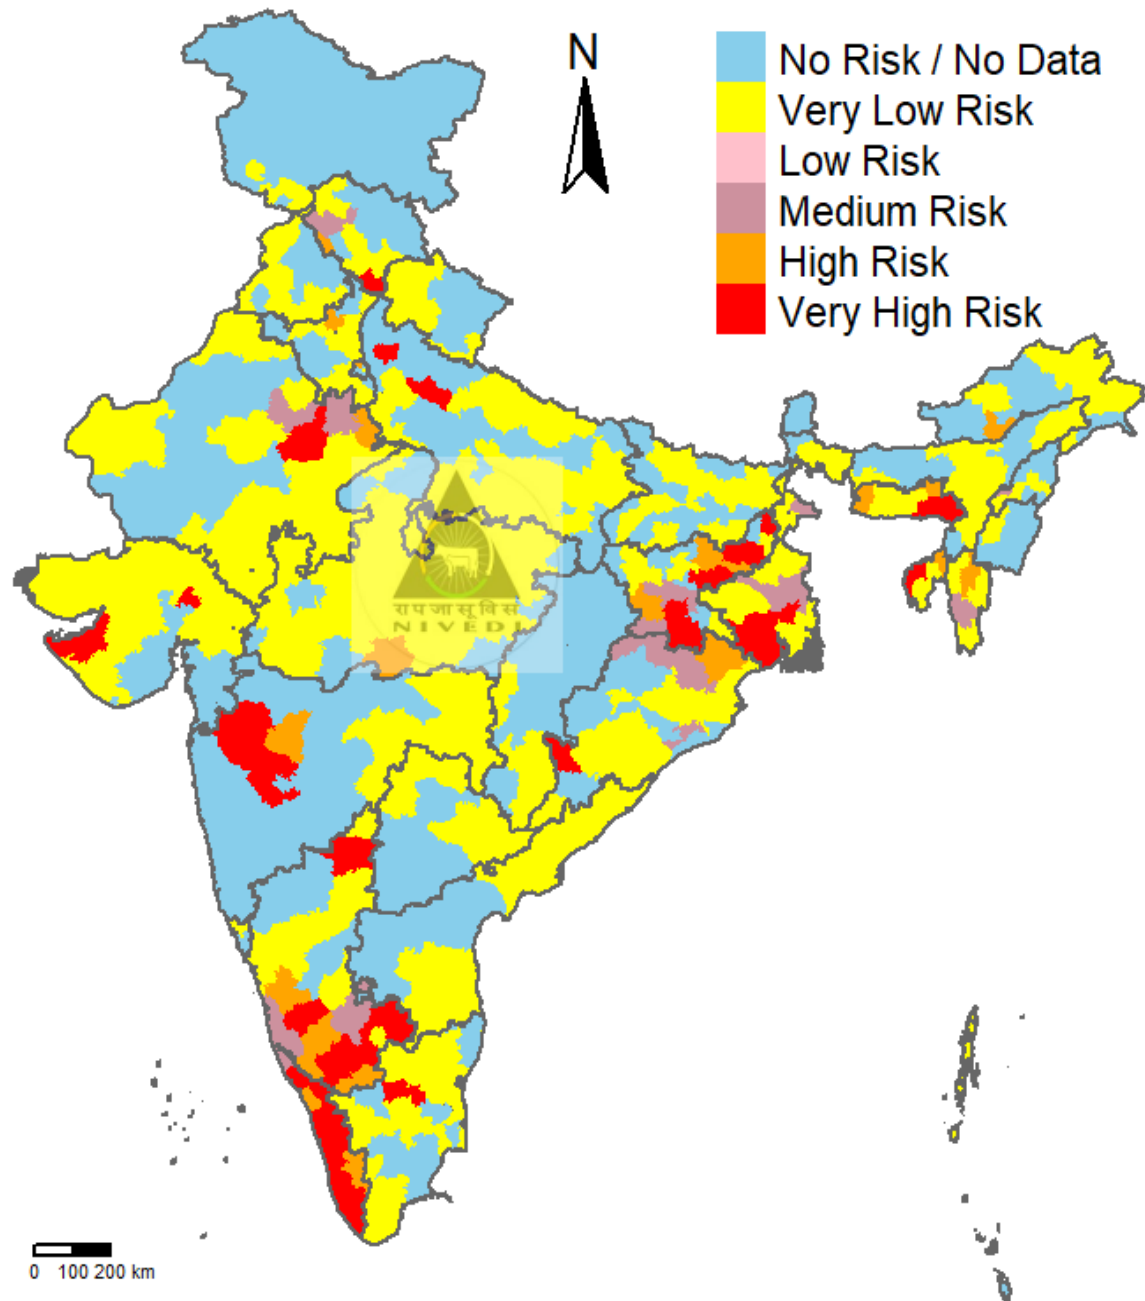 N
No Risk / No Data
Very Low Risk
Low Risk
Medium Risk
High Risk
Very High Risk
रा प जा सू वि सं
NIVEDI
0 100 200 km